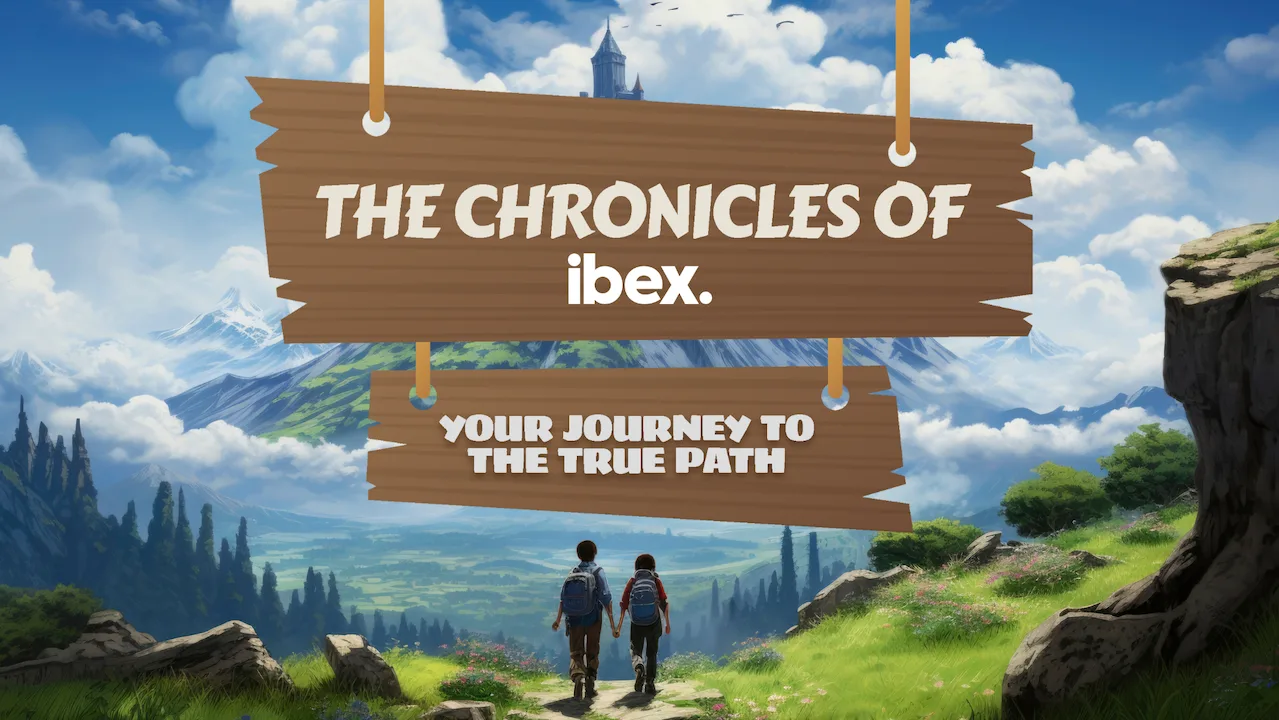 THE CHRONICLES OF
ibex.
YOUR JOURNEY TO
THE TRUE PATH